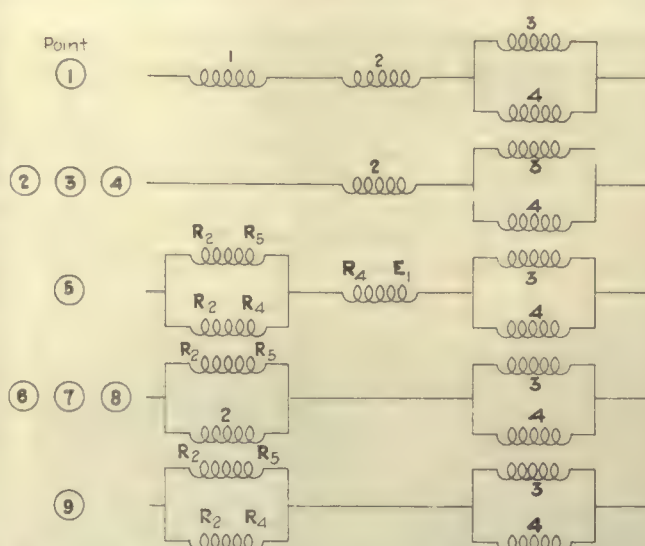 Point
3
1 2
①
4
② ③ ④ 2 3
4
R2 R5 R4 E1
⑤ 3
R2 R4 4
R2 R5
⑥ ⑦ ⑧ 3
2 4
R2 R5
⑨ 3
R2 R4 4